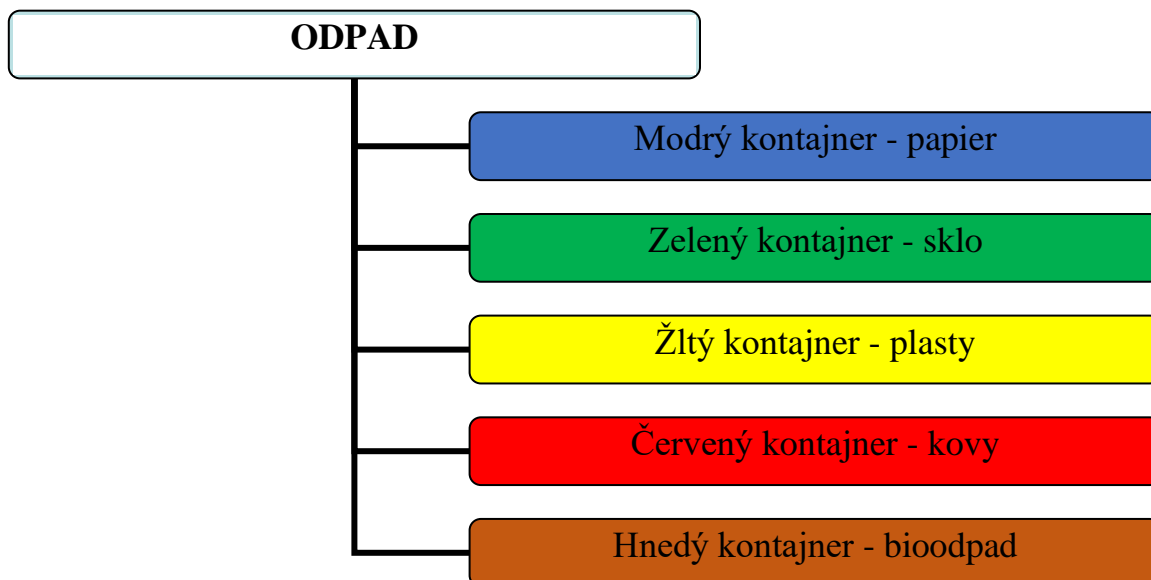 ODPAD
Modrý kontajner - papier
Zelený kontajner - sklo
Žltý kontajner - plasty
Červený kontajner - kovy
Hnedý kontajner - bioodpad